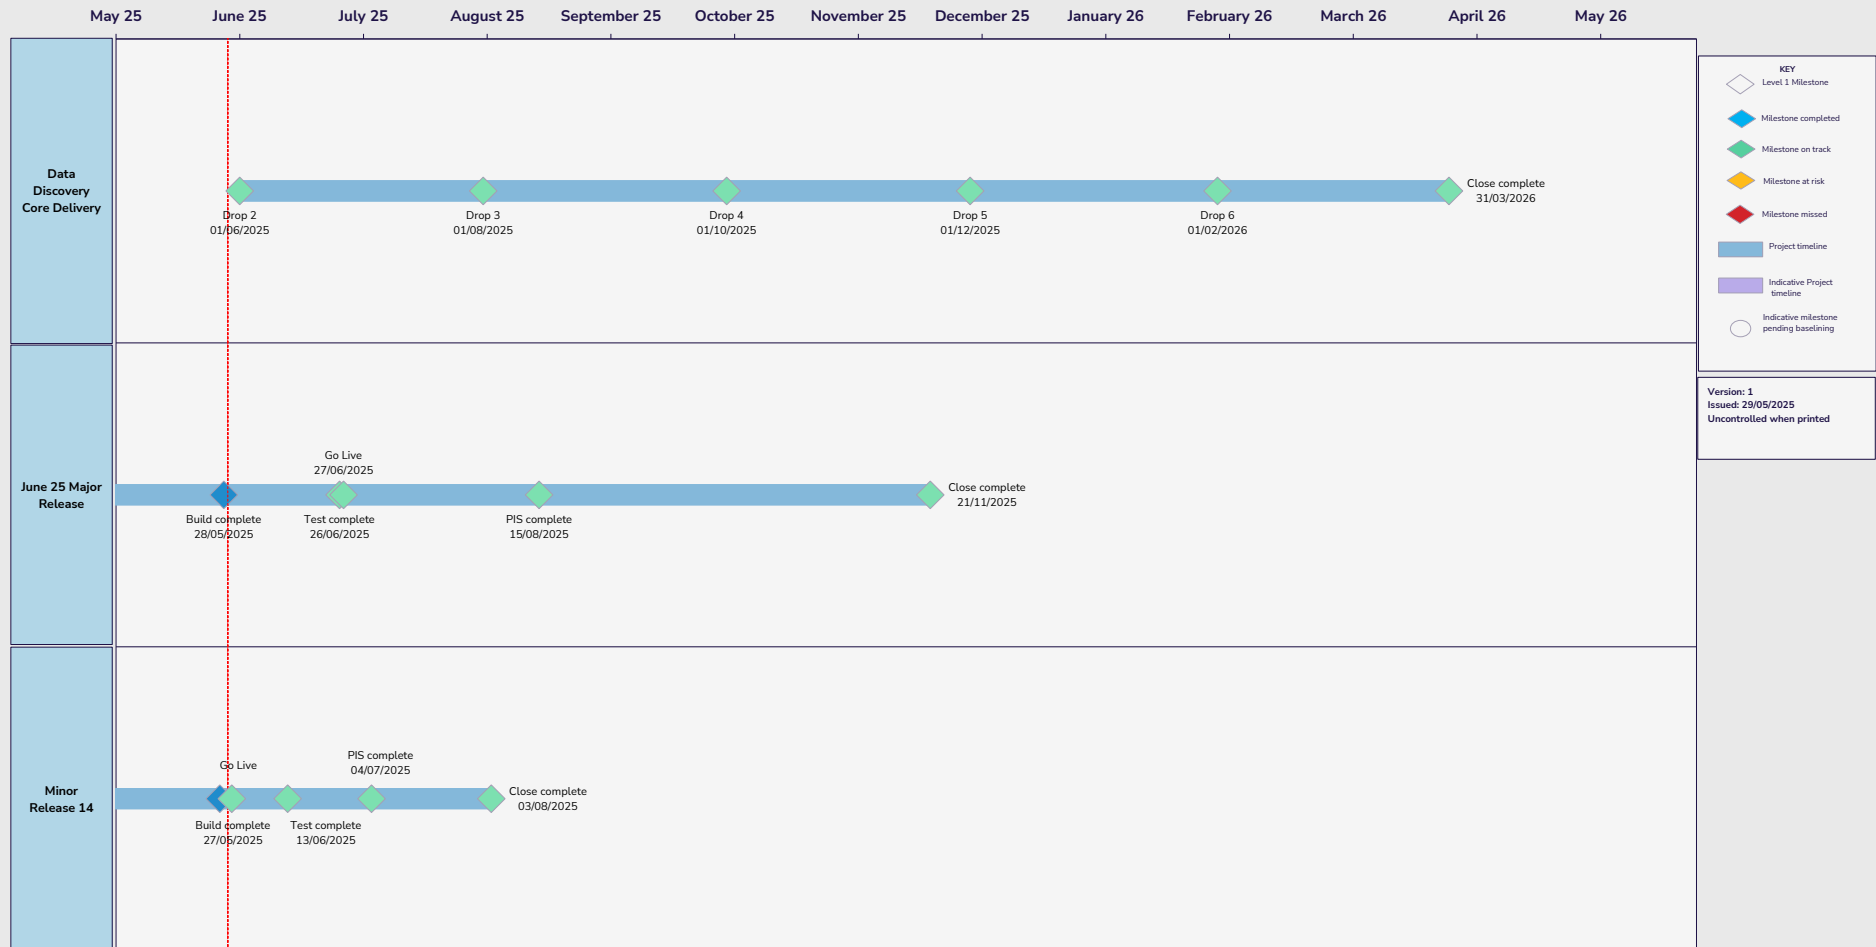 May 25 June 25 July 25 August 25 September 25 October 25 November 25 December 25 January 26 February 26 March 26 April 26 May 26
Data
Discovery
Core Delivery
Drop 2
01/06/2025
Drop 3
01/08/2025
Drop 4
01/10/2025
Drop 5
01/12/2025
Drop 6
01/02/2026
Close complete
31/03/2026
June 25 Major
Release
Go Live
27/06/2025
Build complete
28/05/2025
Test complete
26/06/2025
PIS complete
15/08/2025
Close complete
21/11/2025
Minor
Release 14
Go Live
PIS complete
04/07/2025
Build complete
27/05/2025
Test complete
13/06/2025
Close complete
03/08/2025
KEY
Level 1 Milestone
Milestone completed
Milestone on track
Milestone at risk
Milestone missed
Project timeline
Indicative Project
timeline
Indicative milestone
pending baselining
Version: 1
Issued: 29/05/2025
Uncontrolled when printed